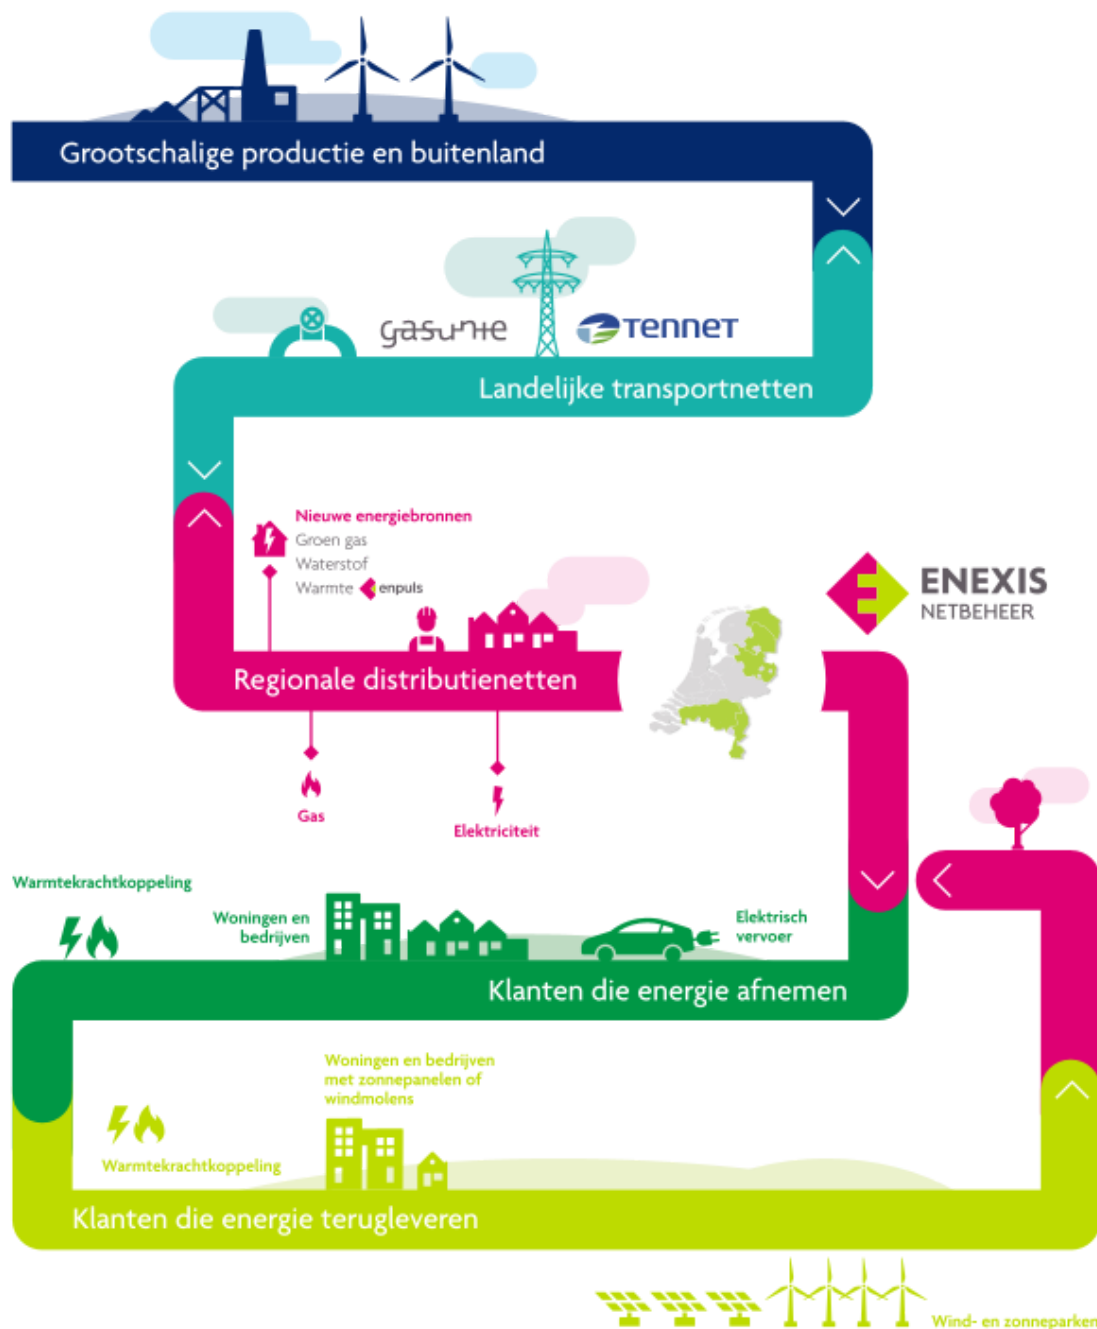 Grootschalige productie en buitenland
gasunie
TENNET
Landelijke transportnetten
Nieuwe energiebronnen
Groen gas
Waterstof
Warmte enpuls
ENEXIS
NETBEHEER
Regionale distributienetten
Gas
Elektriciteit
Warmtekrachtkoppeling
Woningen en
bedrijven
Elektrisch
vervoer
Klanten die energie afnemen
Woningen en bedrijven
met zonnepanelen of
windmolens
Warmtekrachtkoppeling
Klanten die energie terugleveren
Wind- en zonneparken